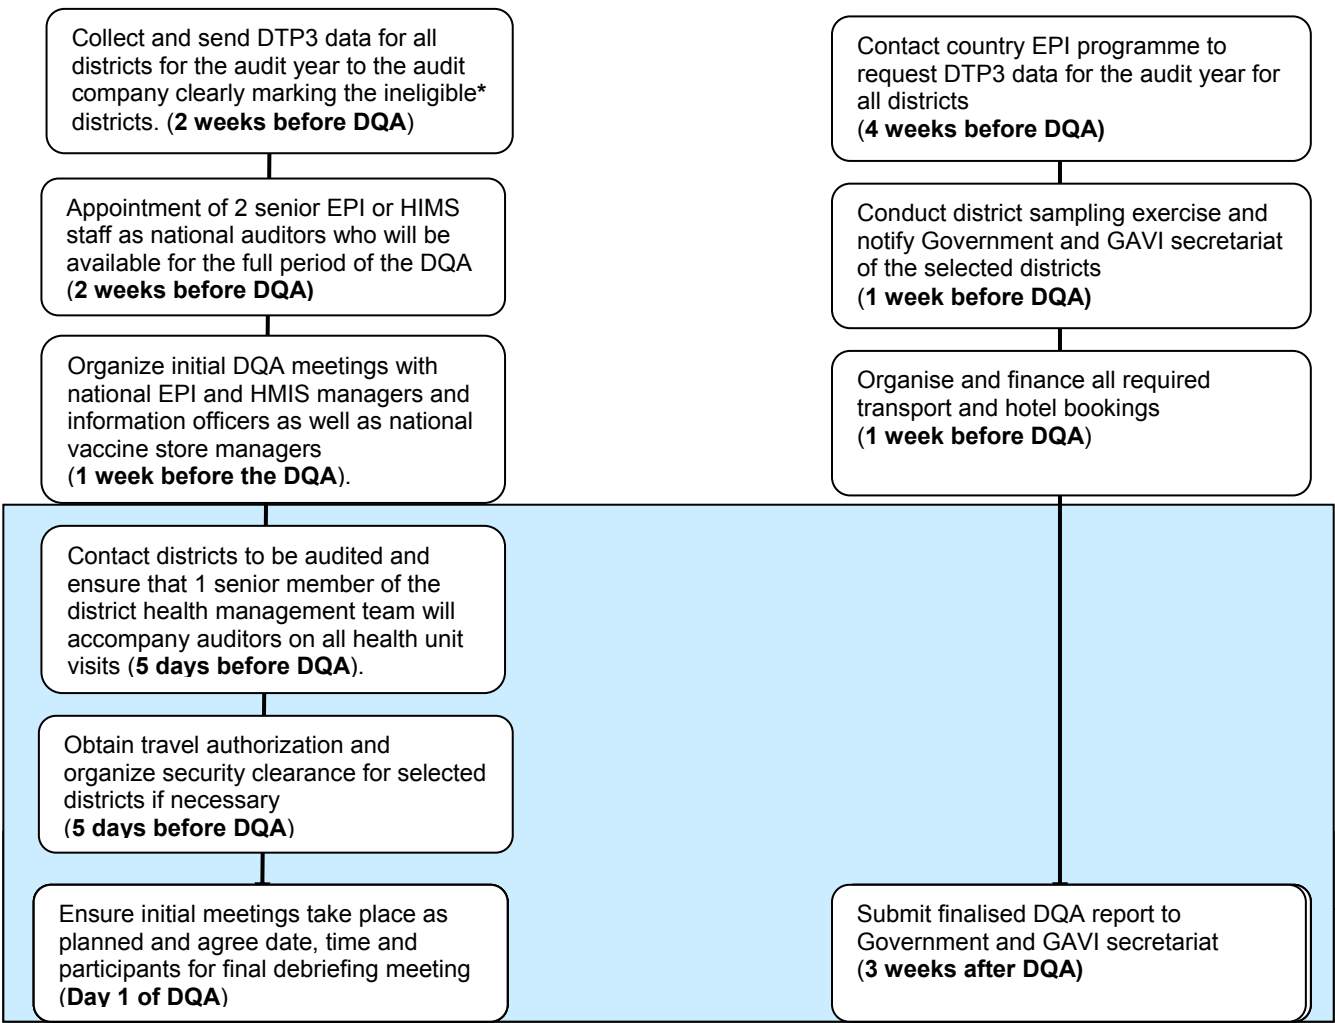 Collect and send DTP3 data for all
districts for the audit year to the audit
company clearly marking the ineligible*
districts. (2 weeks before DQA)
Appointment of 2 senior EPI or HIMS
staff as national auditors who will be
available for the full period of the DQA
(2 weeks before DQA)
Organize initial DQA meetings with
national EPI and HMIS managers and
information officers as well as national
vaccine store managers
(1 week before the DQA).
Contact districts to be audited and
ensure that 1 senior member of the
district health management team will
accompany auditors on all health unit
visits (5 days before DQA).
Obtain travel authorization and
organize security clearance for selected
districts if necessary
(5 days before DQA)
Ensure initial meetings take place as
planned and agree date, time and
participants for final debriefing meeting
(Day 1 of DQA)
Contact country EPI programme to
request DTP3 data for the audit year for
all districts
(4 weeks before DQA)
Conduct district sampling exercise and
notify Government and GAVI secretariat
of the selected districts
(1 week before DQA)
Organise and finance all required
transport and hotel bookings
(1 week before DQA)
Submit finalised DQA report to
Government and GAVI secretariat
(3 weeks after DQA)